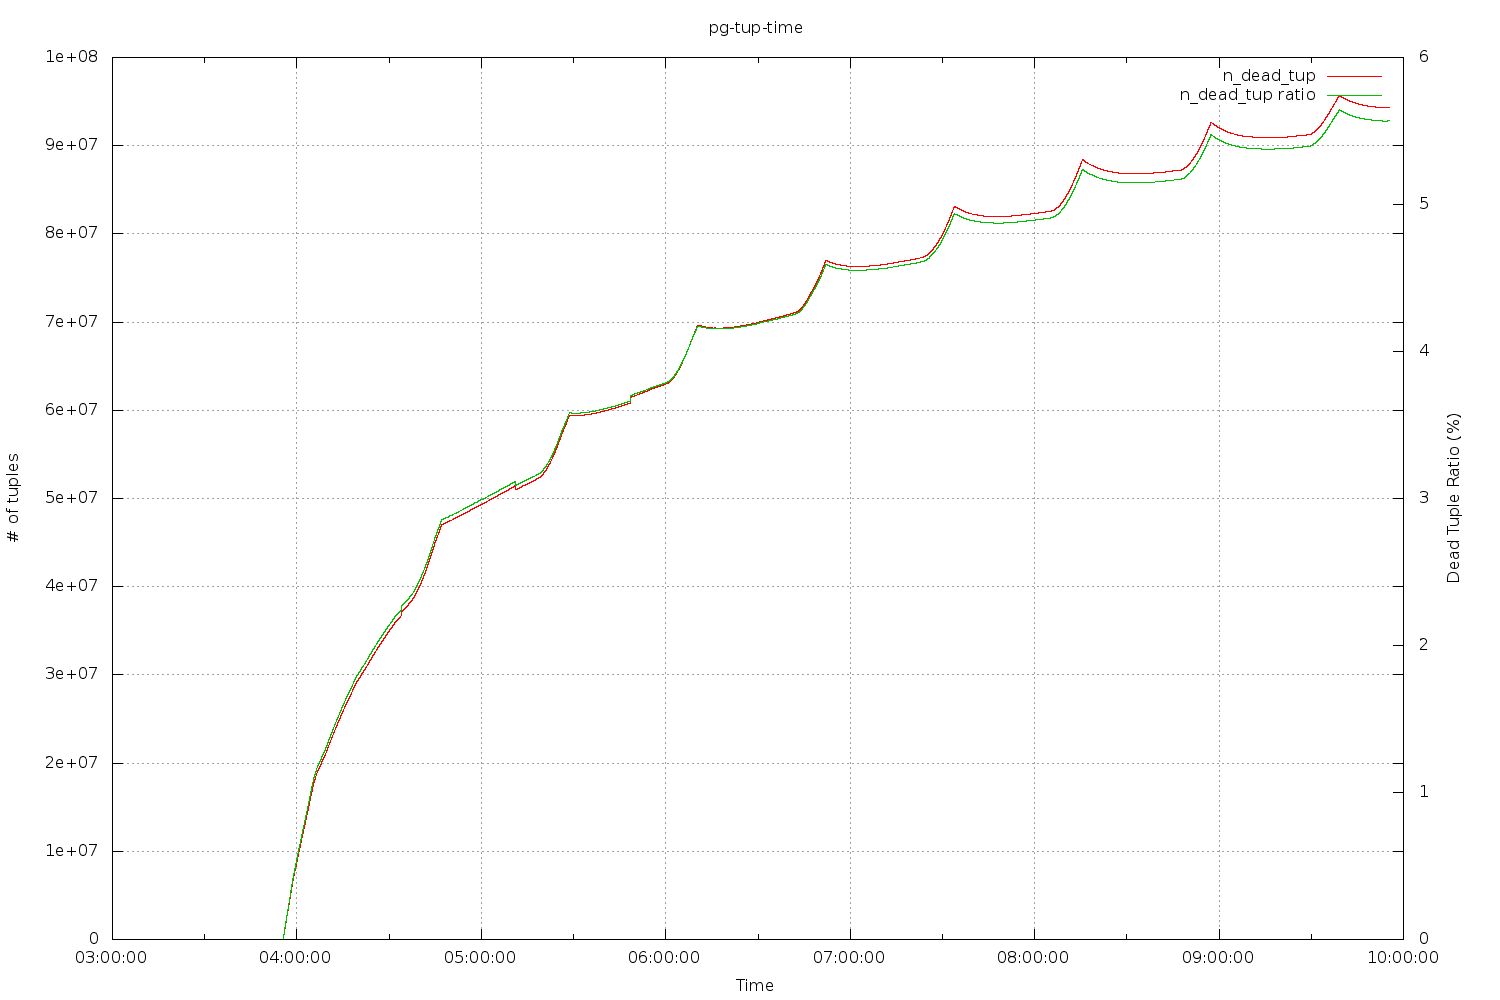 pg-tup-time
n_dead_tup
n_dead_tup ratio
1e+08
9e+07
8e+07
7e+07
6e+07
5e+07
4e+07
3e+07
2e+07
1e+07
0
# of tuples
6
5
4
3
2
1
0
Dead Tuple Ratio (%)
03:00:00 04:00:00 05:00:00 06:00:00 07:00:00 08:00:00 09:00:00 10:00:00
Time